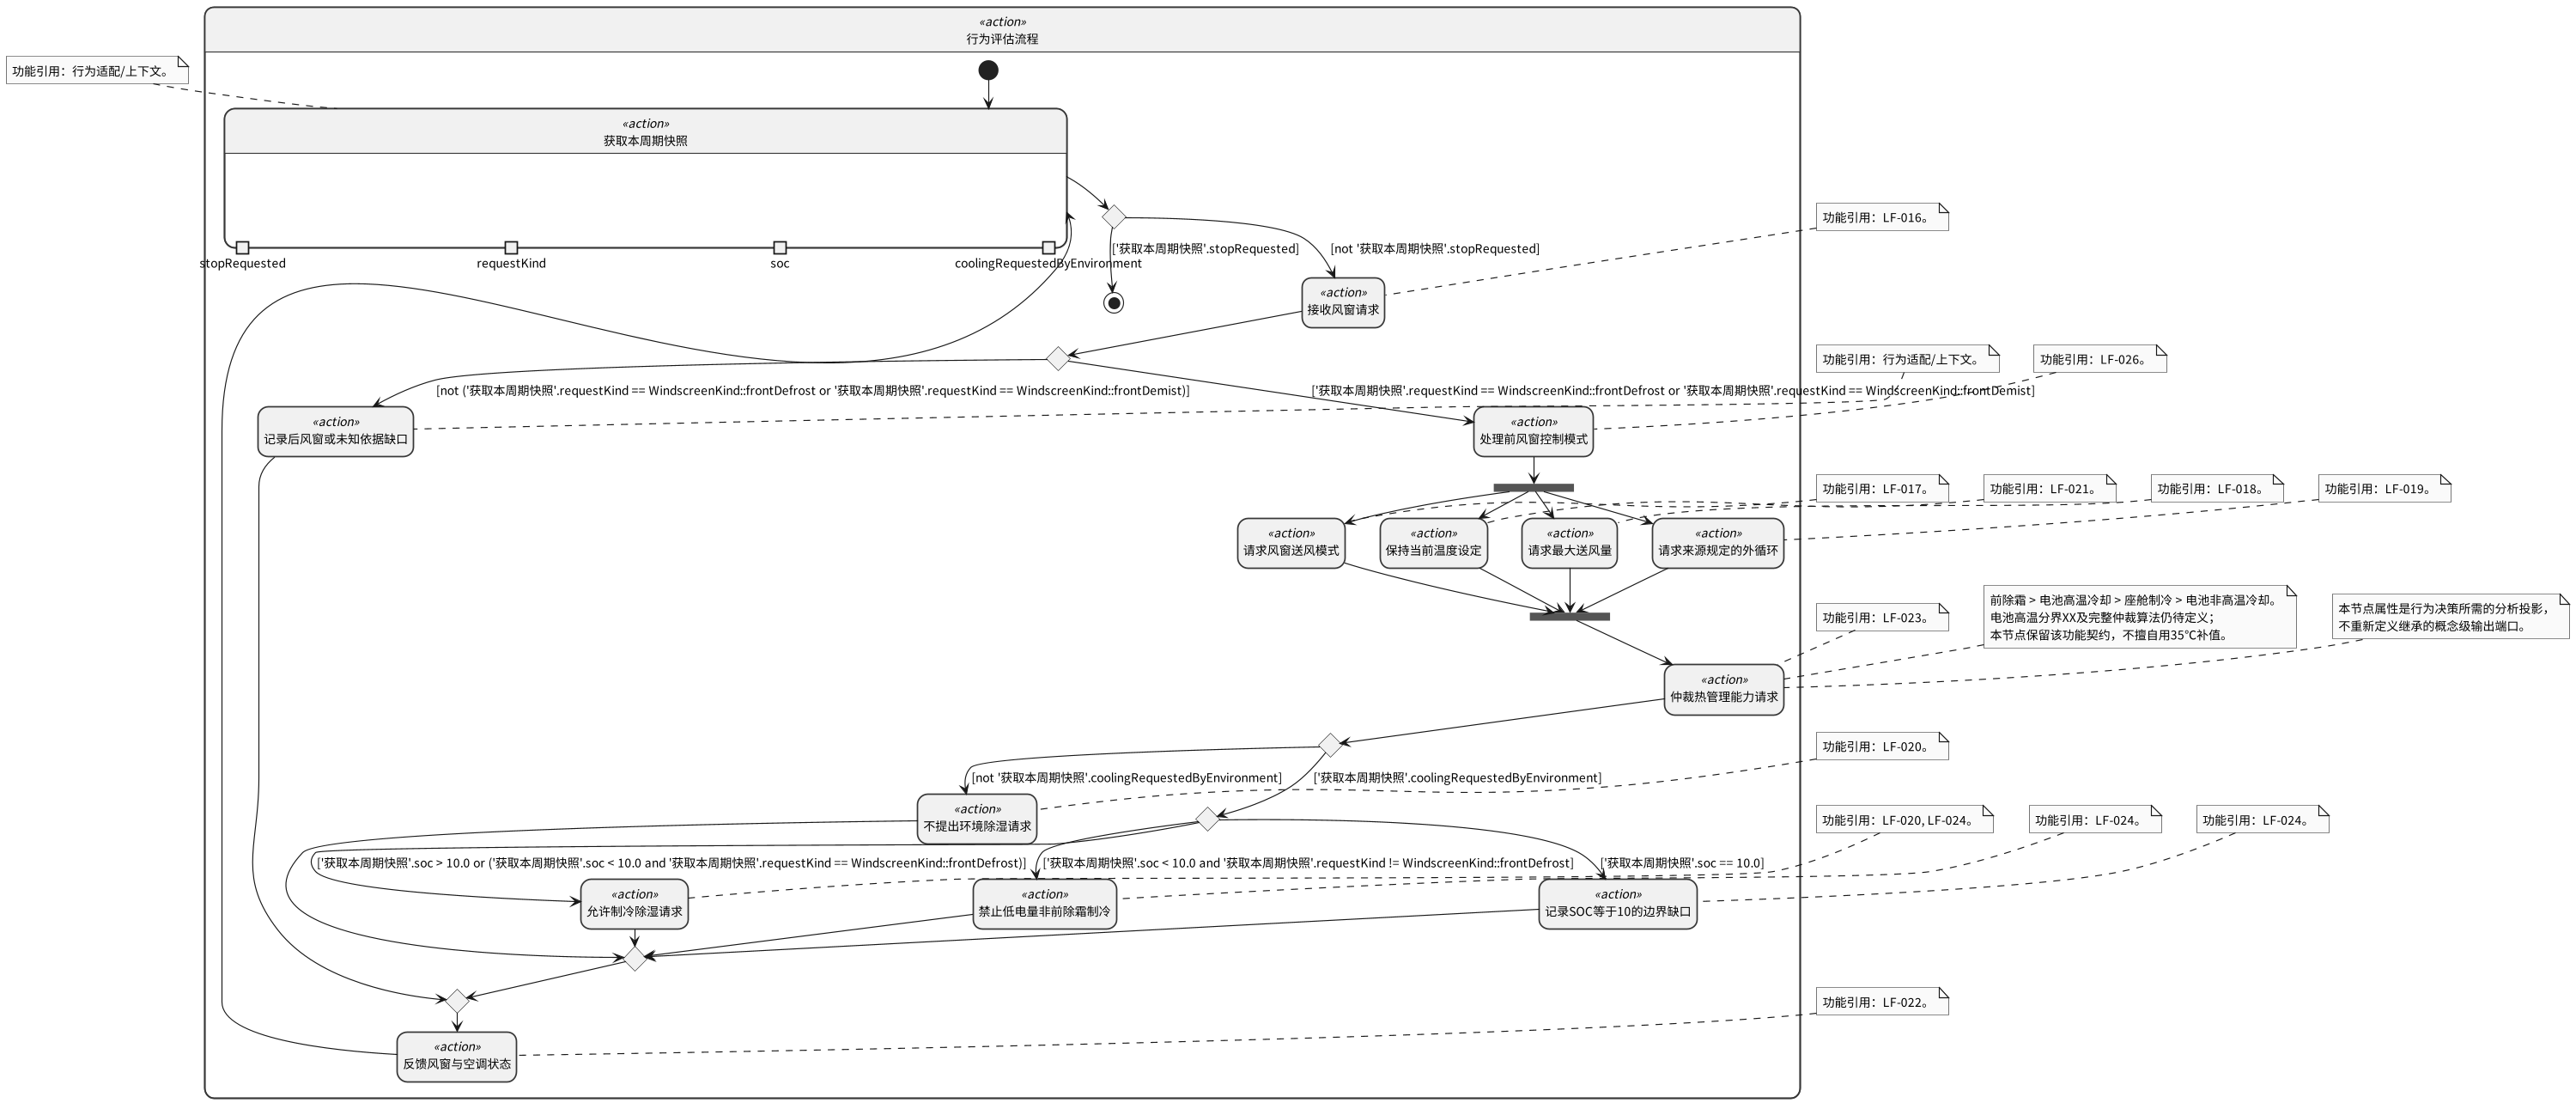 «action»
行为评估流程
功能引用：行为适配/上下文。
«action»
获取本周期快照
stopRequested
requestKind
soc
coolingRequestedByEnvironment
['获取本周期快照'.stopRequested]
[not '获取本周期快照'.stopRequested]
功能引用：LF-016。
«action»
接收风窗请求
功能引用：行为适配/上下文。
功能引用：LF-026。
[not ('获取本周期快照'.requestKind == WindscreenKind::frontDefrost or '获取本周期快照'.requestKind == WindscreenKind::frontDemist)]
['获取本周期快照'.requestKind == WindscreenKind::frontDefrost or '获取本周期快照'.requestKind == WindscreenKind::frontDemist]
«action»
记录后风窗或未知依据缺口
«action»
处理前风窗控制模式
功能引用：LF-017。
功能引用：LF-021。
功能引用：LF-018。
功能引用：LF-019。
«action»
请求风窗送风模式
«action»
保持当前温度设定
«action»
请求最大送风量
«action»
请求来源规定的外循环
功能引用：LF-023。
前除霜 > 电池高温冷却 > 座舱制冷 > 电池非高温冷却。
电池高温分界XX及完整仲裁算法仍待定义；
本节点保留该功能契约，不擅自用35℃补值。
本节点属性是行为决策所需的分析投影，
不重新定义继承的概念级输出端口。
«action»
仲裁热管理能力请求
功能引用：LF-020。
[not '获取本周期快照'.coolingRequestedByEnvironment]
['获取本周期快照'.coolingRequestedByEnvironment]
«action»
不提出环境除湿请求
功能引用：LF-020, LF-024。
功能引用：LF-024。
功能引用：LF-024。
['获取本周期快照'.soc > 10.0 or ('获取本周期快照'.soc < 10.0 and '获取本周期快照'.requestKind == WindscreenKind::frontDefrost)]
['获取本周期快照'.soc < 10.0 and '获取本周期快照'.requestKind != WindscreenKind::frontDefrost]
['获取本周期快照'.soc == 10.0]
«action»
允许制冷除湿请求
«action»
禁止低电量非前除霜制冷
«action»
记录SOC等于10的边界缺口
功能引用：LF-022。
«action»
反馈风窗与空调状态